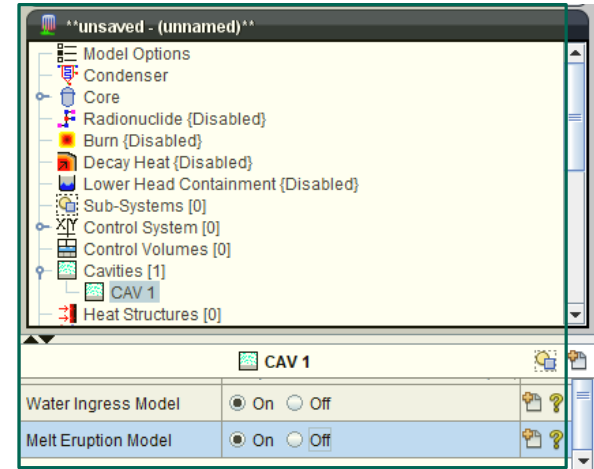 **unsaved - (unnamed)**
Model Options
Condenser
Core
Radionuclide {Disabled}
Burn {Disabled}
Decay Heat {Disabled}
Lower Head Containment {Disabled}
Sub-Systems [0]
Control System [0]
Control Volumes [0]
Cavities [1]
CAV 1
Heat Structures [0]
CAV 1
Water Ingress Model On Off
Melt Eruption Model On Off